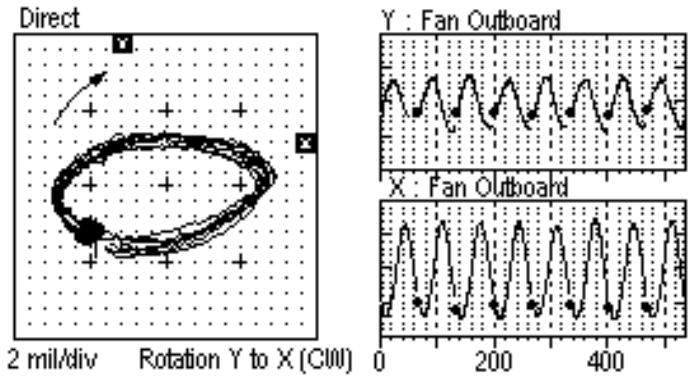 Direct
Y
X
2 mil/div
Rotation Y to X (CW)
Y : Fan Outboard
X : Fan Outboard
0
200
400